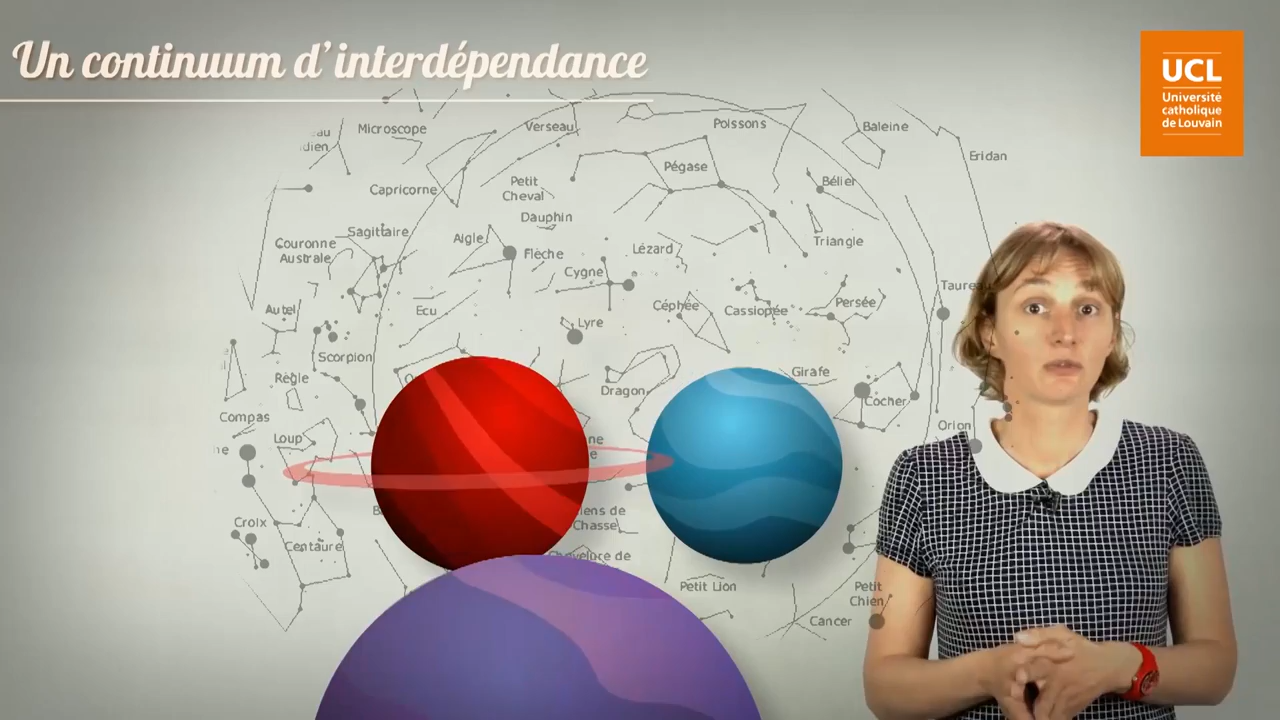 Un continuum d'interdépendance
UCL
Université
catholique
de Louvain
Microscope
Verseau
Poissons
Baleine
Eridan
Capricorne
Petit
Cheval
Pégase
Bélier
Dauphin
Sagittaire
Couronne
Australe
Aigle
Flèche
Lézard
Triangle
Cygne
Taureau
Autel
Ecu
Céphée
Cassiopée
Persée
Lyre
Scorpion
Règle
Dragon
Girafe
Cocher
Compas
Loup
Orion
Croix
Centaure
Chasse
Chevelure de
Petit Lion
Petit
Chien
Cancer